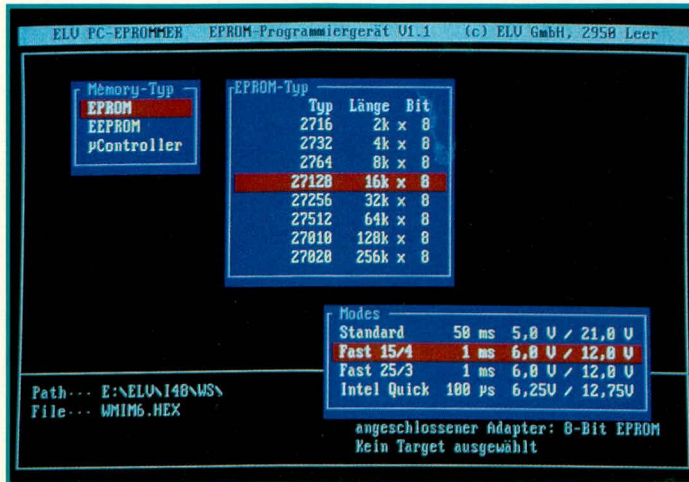 ELV PC-EPROMMER EPROM-Programmiergerät V1.1 (c) ELV GmbH, 2950 Leer
Memory-Typ
EPROM
EEPROM
µController
EPROM-Typ
Typ Länge Bit
2716 2k x 8
2732 4k x 8
2764 8k x 8
27128 16k x 8
27256 32k x 8
27512 64k x 8
27010 128k x 8
27020 256k x 8
Modes
Standard 50 ms 5,0 V / 21,0 V
Fast 15/4 1 ms 6,0 V / 12,0 V
Fast 25/3 1 ms 6,0 V / 12,0 V
Intel Quick 100 µs 6,25V / 12,75V
Path··· E:\ELV\I48\WS\
File··· WMIM6.HEX
angeschlossener Adapter: 8-Bit EPROM
Kein Target ausgewählt